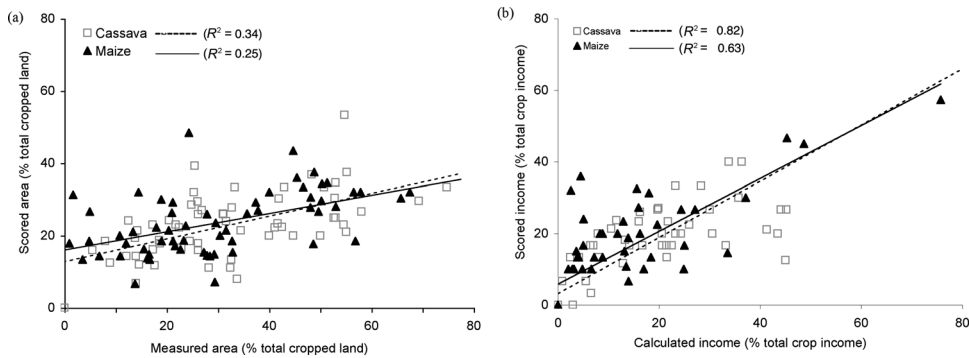 (a)
80
60
40
20
0
0
20
40
60
80
Scored area (% total cropped land)
Measured area (% total cropped land)
Cassava (R² = 0.34)
Maize (R² = 0.25)
(b)
80
60
40
20
0
0
20
40
60
80
Scored income (% total crop income)
Calculated income (% total crop income)
Cassava (R² = 0.82)
Maize (R² = 0.63)